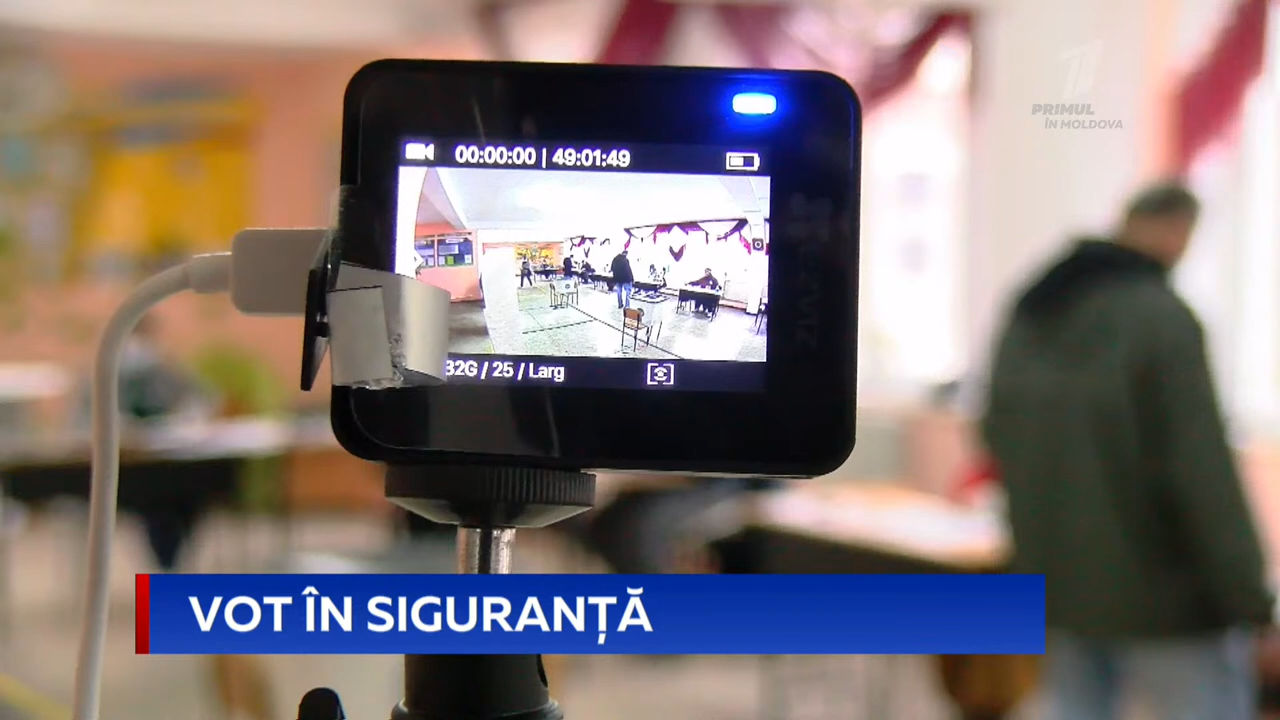 PRIMUL
ÎN MOLDOVA
00:00:00 | 49:01:49
32G / 25 / Larg
VOT ÎN SIGURANȚĂ